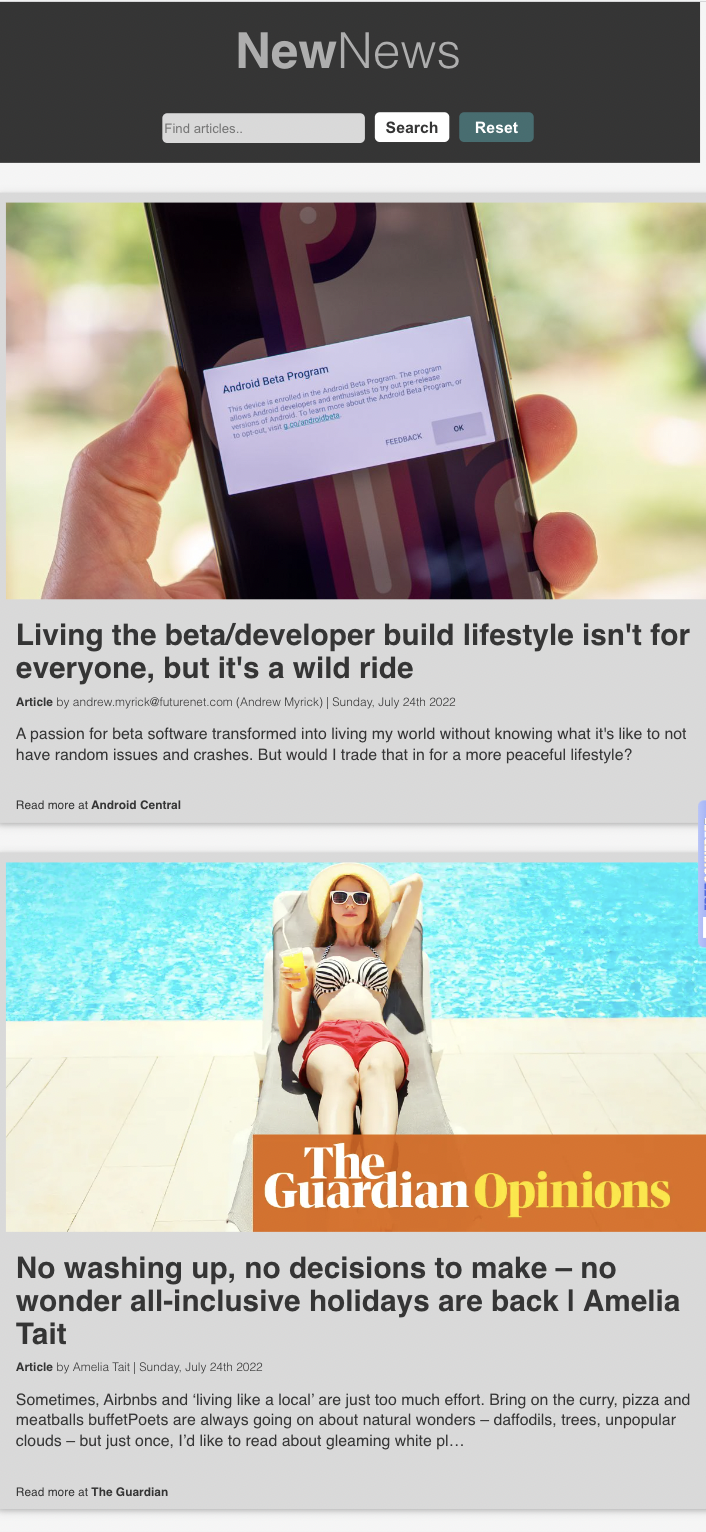 NewNews
Find articles..
Search
Reset
Android Beta Program
This device is enrolled in the Android Beta Program. The program
allows Android developers and enthusiasts to try out pre-release
versions of Android. To learn more about the Android Beta Program, or
to opt-out, visit g.co/androidbeta.
FEEDBACK
OK
Living the beta/developer build lifestyle isn't for
everyone, but it's a wild ride
Article by andrew.myrick@futurenet.com (Andrew Myrick) | Sunday, July 24th 2022
A passion for beta software transformed into living my world without knowing what it's like to not
have random issues and crashes. But would I trade that in for a more peaceful lifestyle?
Read more at Android Central
The
Guardian Opinions
No washing up, no decisions to make – no
wonder all-inclusive holidays are back | Amelia
Tait
Article by Amelia Tait | Sunday, July 24th 2022
Sometimes, Airbnbs and ‘living like a local’ are just too much effort. Bring on the curry, pizza and
meatballs buffetPoets are always going on about natural wonders – daffodils, trees, unpopular
clouds – but just once, I’d like to read about gleaming white pl…
Read more at The Guardian